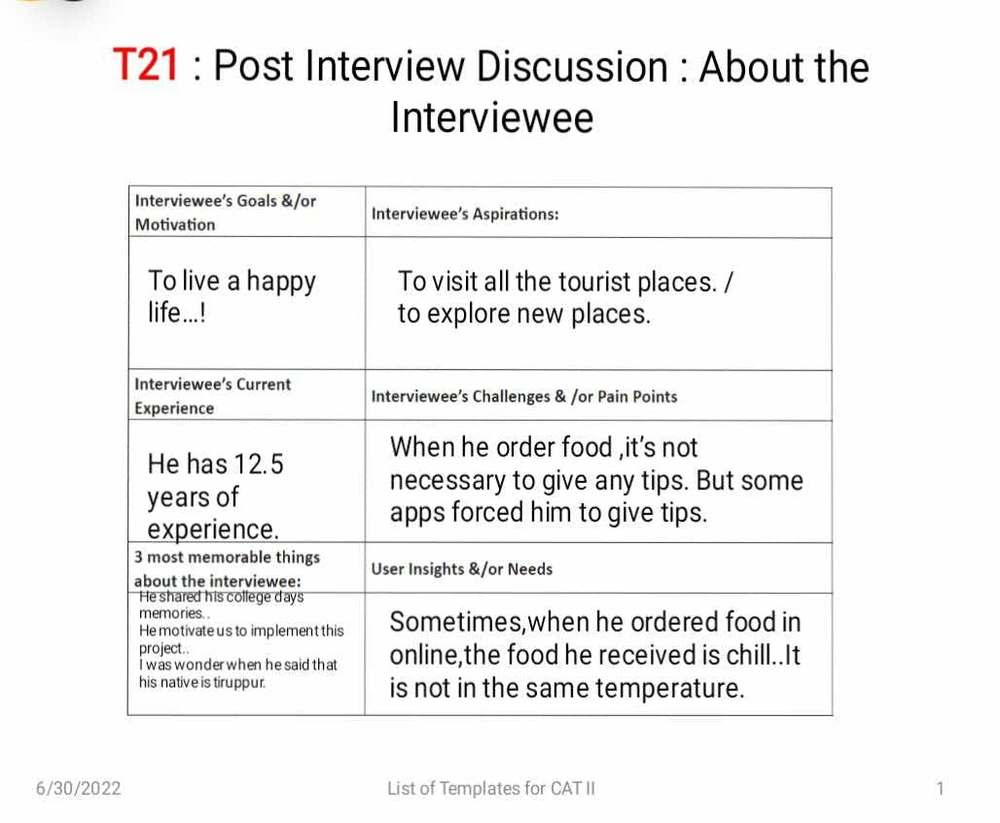 T21 : Post Interview Discussion : About the
Interviewee
Interviewee's Goals &/or
Motivation
Interviewee's Aspirations:
To live a happy
life...!
To visit all the tourist places. /
to explore new places.
Interviewee's Current
Experience
Interviewee's Challenges & /or Pain Points
He has 12.5
years of
experience.
When he order food ,it's not
necessary to give any tips. But some
apps forced him to give tips.
3 most memorable things
about the interviewee:
User Insights &/or Needs
He shared his college days
memories..
He motivate us to implement this
project..
I was wonder when he said that
his native is tiruppur.
Sometimes,when he ordered food in
online,the food he received is chill..It
is not in the same temperature.
6/30/2022
List of Templates for CAT II
1